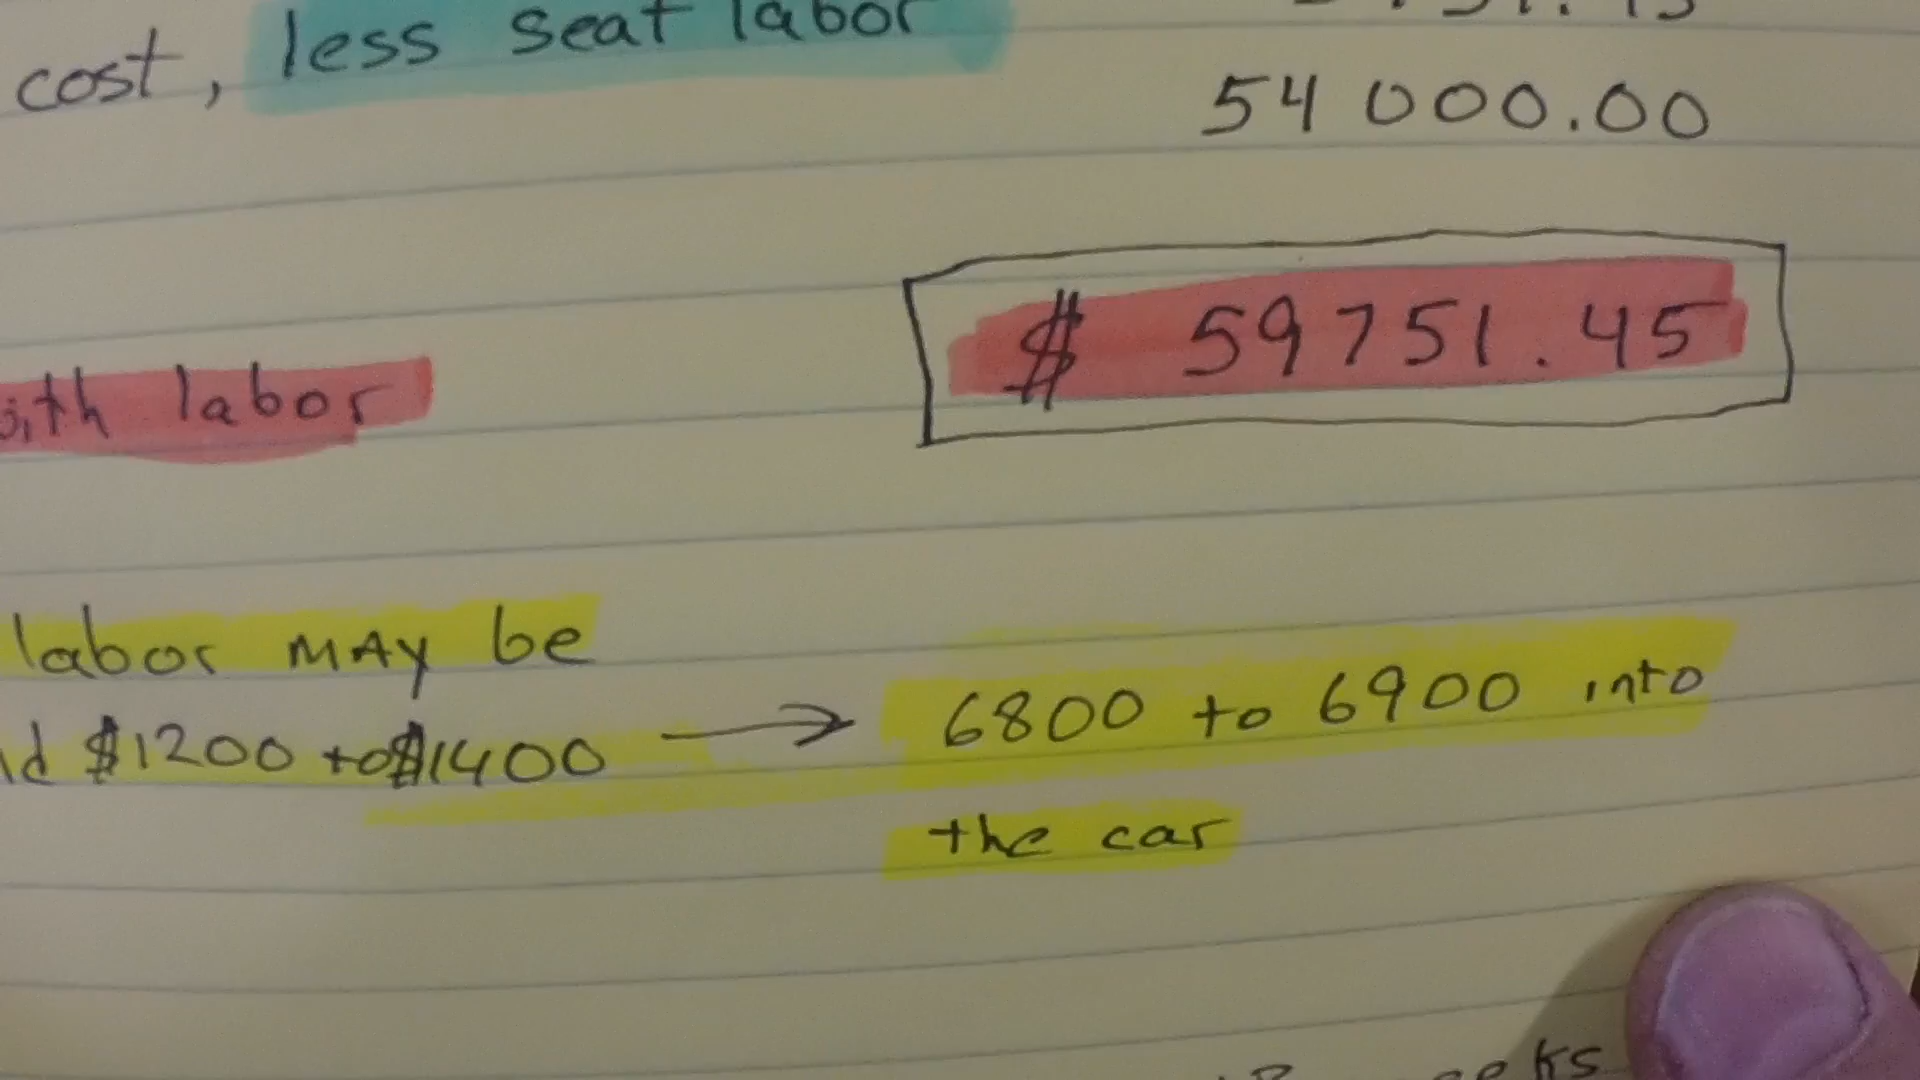 cost, less seat labor
54 000.00
$ 59751.45
with labor
labor MAY be
$1200 to $1400 → 6800 to 6900 into
the car